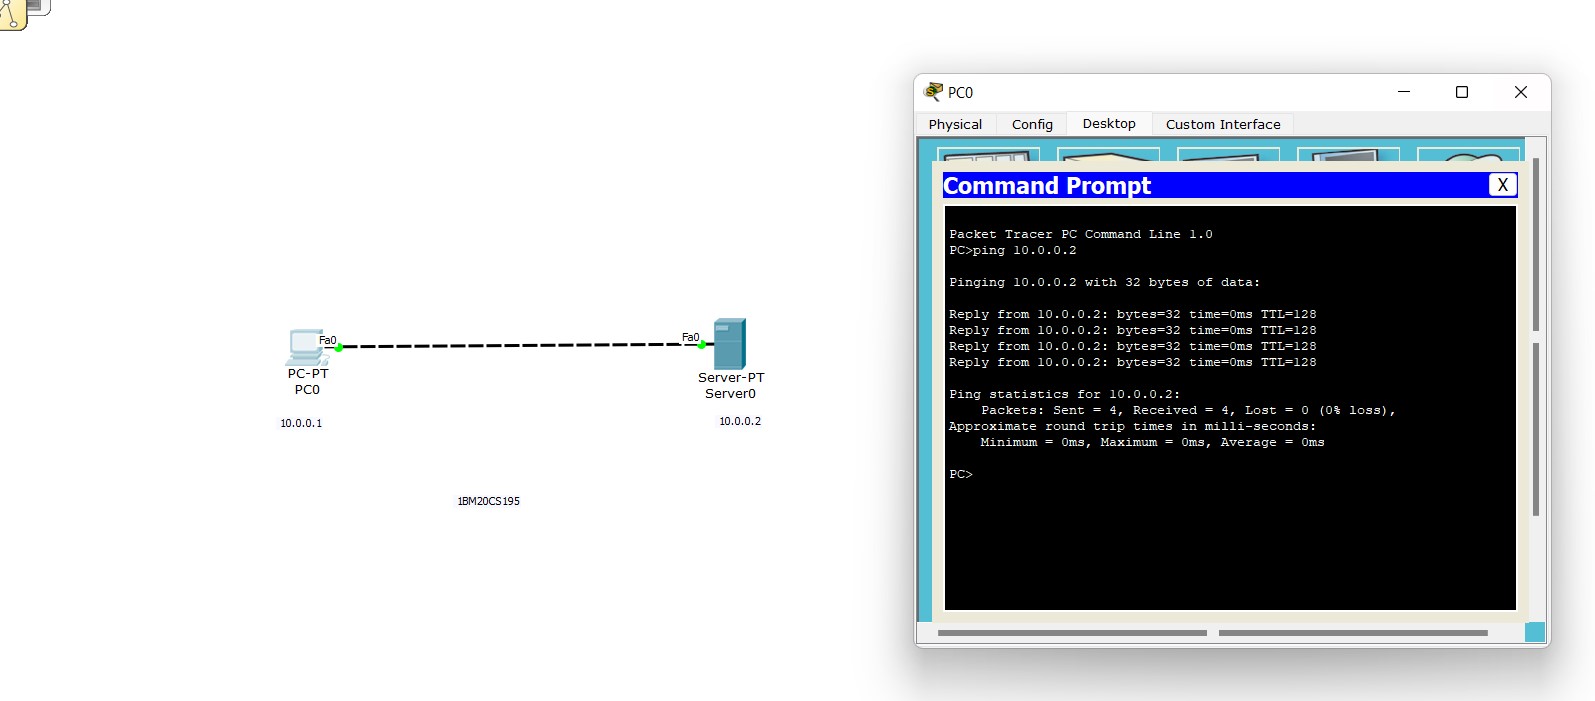 Fa0
PC-PT
PC0
10.0.0.1
Fa0
Server-PT
Server0
10.0.0.2
1BM20CS195
PC0
Physical Config Desktop Custom Interface
Command Prompt X
Packet Tracer PC Command Line 1.0
PC>ping 10.0.0.2
Pinging 10.0.0.2 with 32 bytes of data:
Reply from 10.0.0.2: bytes=32 time=0ms TTL=128
Reply from 10.0.0.2: bytes=32 time=0ms TTL=128
Reply from 10.0.0.2: bytes=32 time=0ms TTL=128
Reply from 10.0.0.2: bytes=32 time=0ms TTL=128
Ping statistics for 10.0.0.2:
Packets: Sent = 4, Received = 4, Lost = 0 (0% loss),
Approximate round trip times in milli-seconds:
Minimum = 0ms, Maximum = 0ms, Average = 0ms
PC>